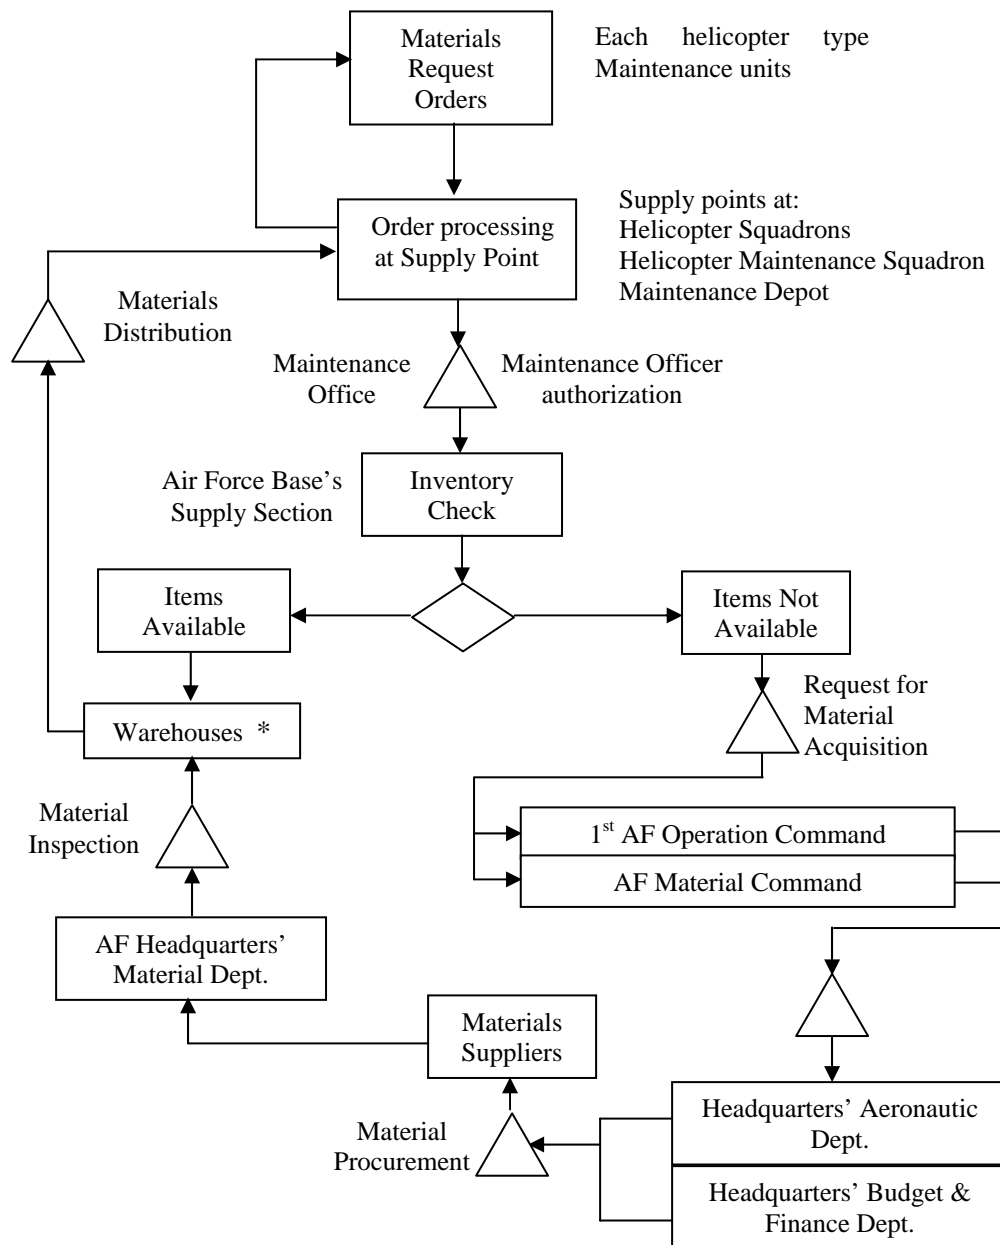 Materials
Request
Orders
Each helicopter type
Maintenance units
Order processing
at Supply Point
Supply points at:
Helicopter Squadrons
Helicopter Maintenance Squadron
Maintenance Depot
Materials
Distribution
Maintenance
Office
Maintenance Officer
authorization
Air Force Base’s
Supply Section
Inventory
Check
Items
Available
Items Not
Available
Warehouses *
Request for
Material
Acquisition
Material
Inspection
1st AF Operation Command
AF Material Command
AF Headquarters’
Material Dept.
Materials
Suppliers
Material
Procurement
Headquarters’ Aeronautic
Dept.
Headquarters’ Budget &
Finance Dept.